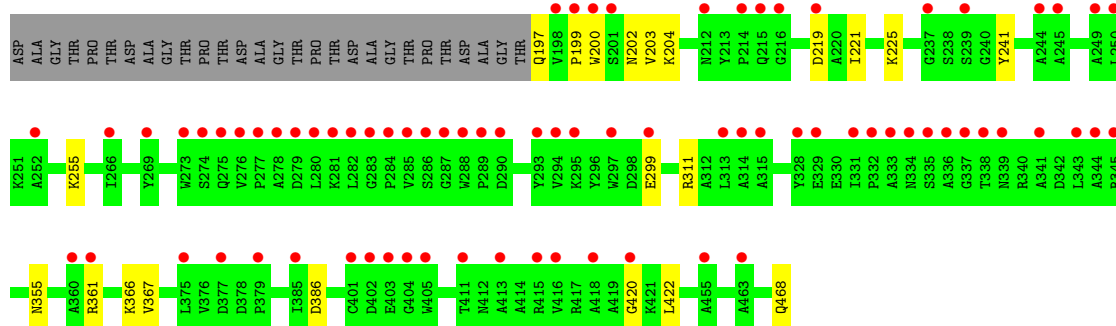 ASP ALA GLY THR PRO THR ASP ALA GLY THR PRO THR ASP ALA GLY THR PRO THR THR ASP ALA GLY THR PRO THR ASP ALA GLY THR Q197 V198 P199 W200 S201 N202 V203 K204 N212 Y213 P214 Q215 G216 D219 A220 I221 K225 G237 S238 S239 G240 Y241 A244 A245 A249 L250
K251 A252 K255 I266 Y269 W273 S274 Q275 V276 P277 A278 D279 L280 K281 L282 G283 P284 V285 S286 G287 W288 P289 D290 Y293 V294 K295 Y296 W297 D298 E299 R311 A312 L313 A314 A315 Y328 E329 E330 I331 P332 A333 N334 S335 A336 G337 T338 N339 R340 A341 D342 L343 A344 R345
N355 A360 R361 K366 V367 L375 V376 D377 D378 P379 I385 D386 C401 D402 E403 G404 W405 T411 N412 A413 A414 R415 V416 R417 A418 A419 G420 K421 L422 A455 A463 Q468